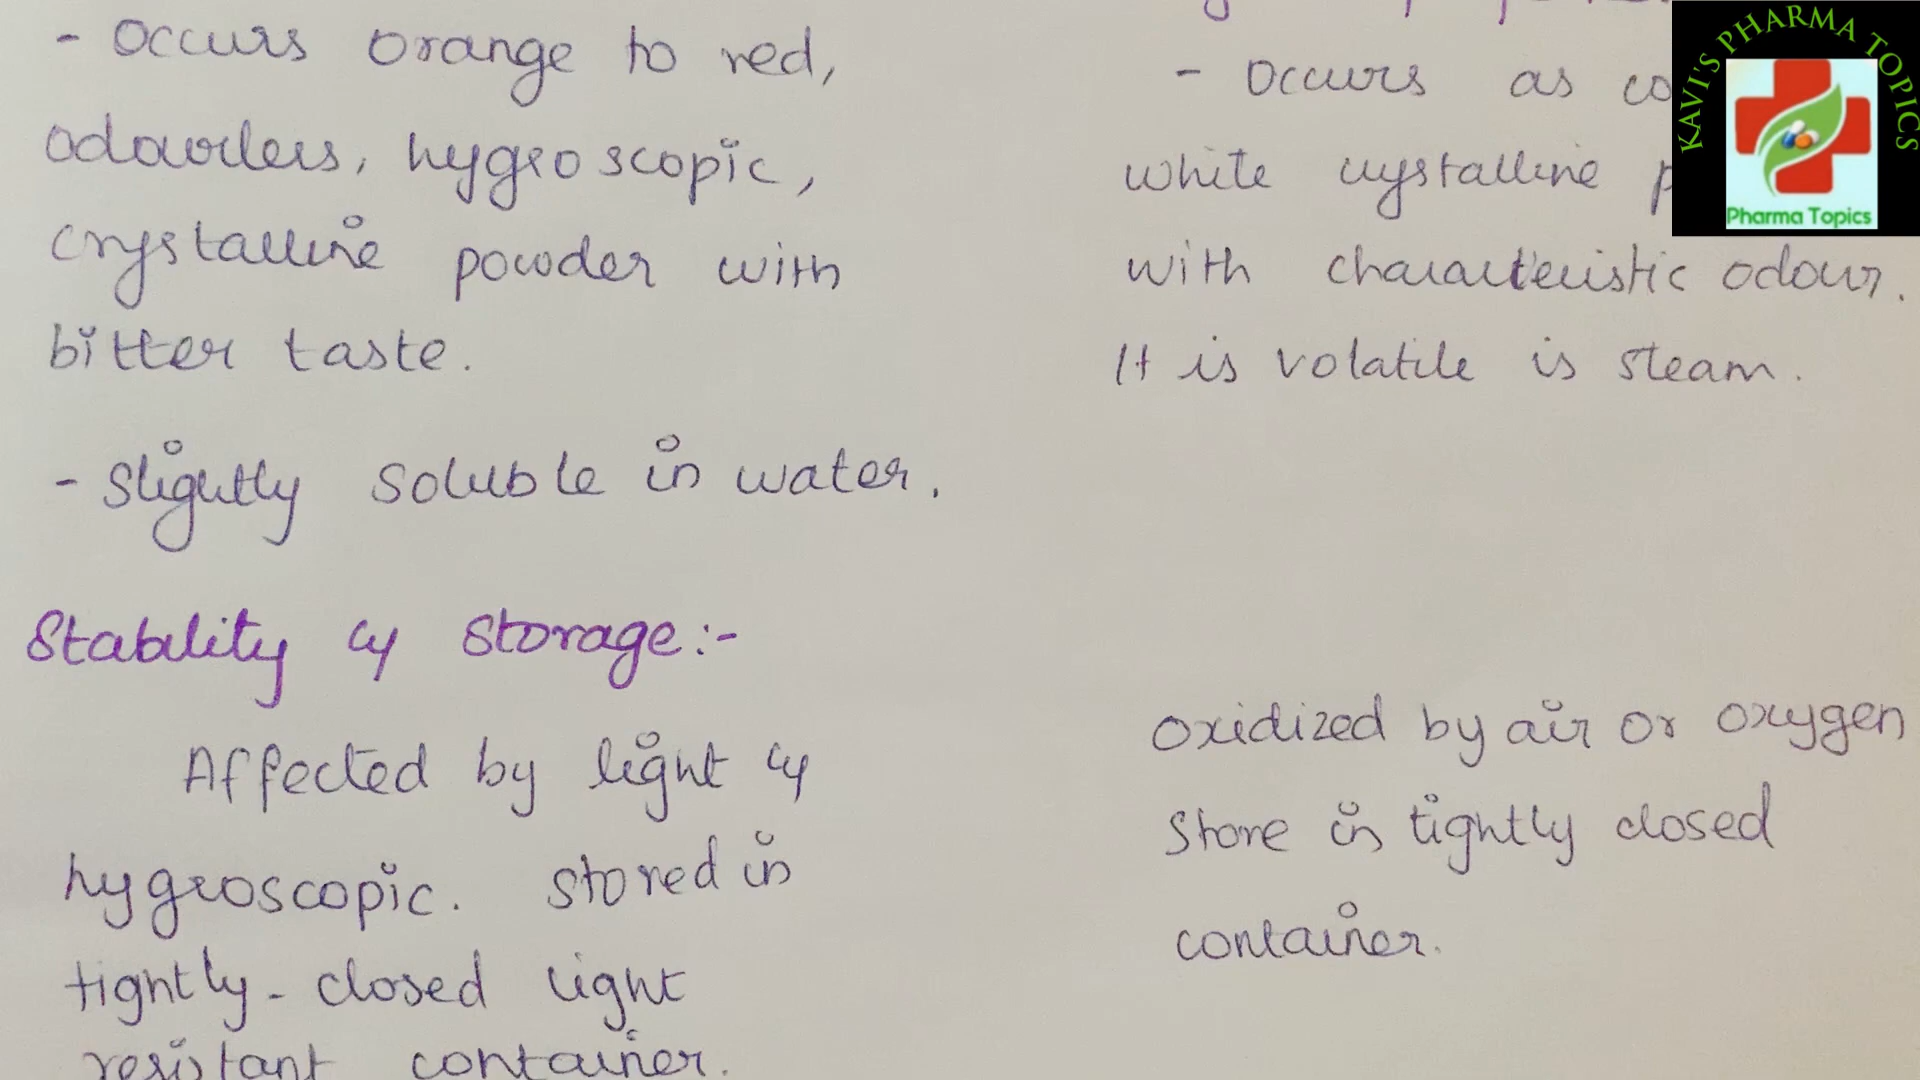 - Occurs orange to red,
odourless, hygroscopic,
crystalline powder with
bitter taste.
- Slightly soluble in water.
Stability & Storage:-
Affected by light &
hygroscopic. stored in
tightly-closed light
resistant container.
- Occurs as
white crystalline
with characteristic odour.
It is volatile is steam.
oxidized by air or oxygen
Store in tightly closed
container.
KAVI'S PHARMA TOPICS
Pharma Topics